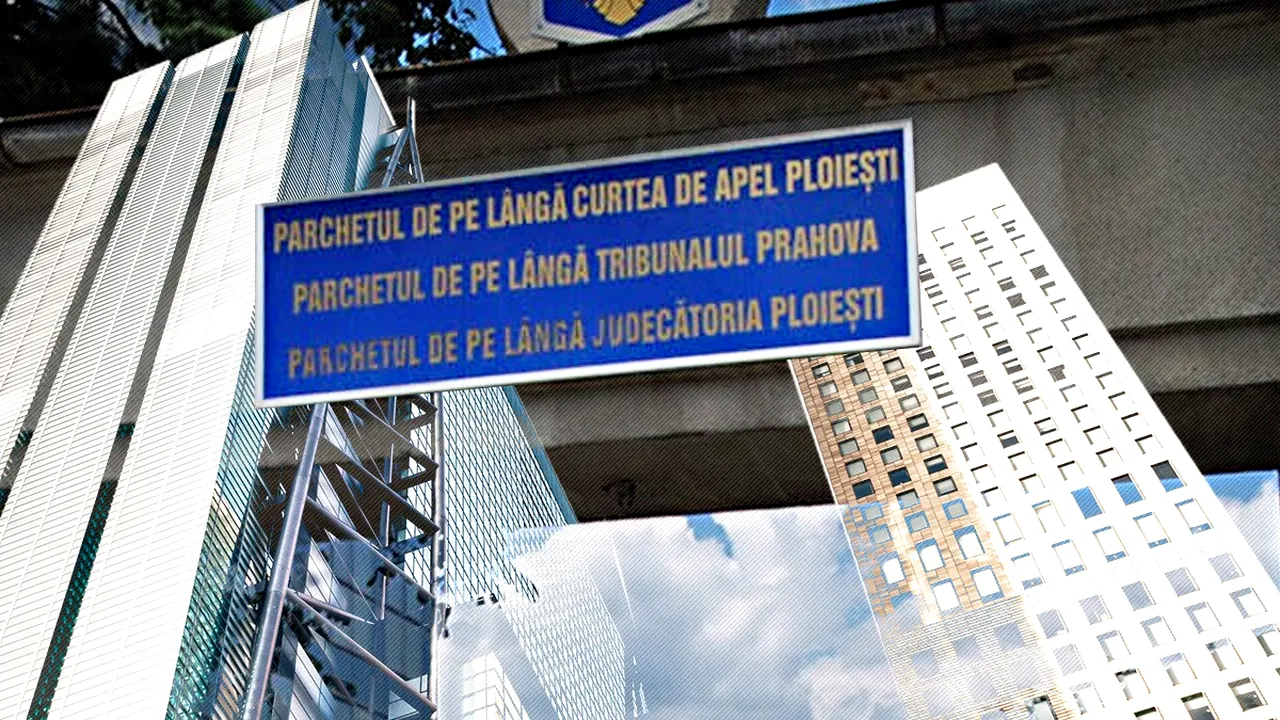 PARCHETUL DE PE LÂNGĂ CURTEA DE APEL PLOIEȘTI
PARCHETUL DE PE LÂNGĂ TRIBUNALUL PRAHOVA
PARCHETUL DE PE LÂNGĂ JUDECĂTORIA PLOIEȘTI